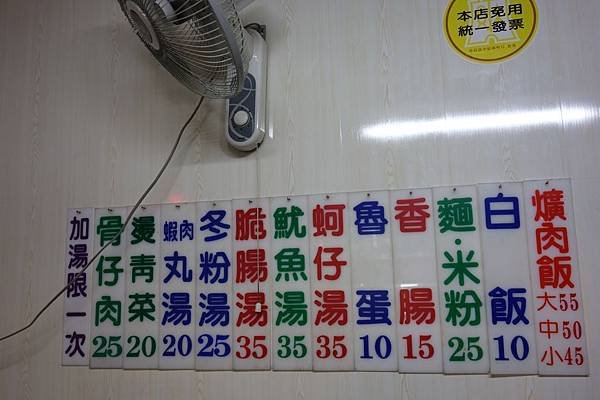 本店免用
統一發票
爌肉飯
大55
中50
小45
白飯10
麵·米粉25
香腸15
魯蛋10
蚵仔湯35
魷魚湯35
脆腸湯35
冬粉湯25
蝦肉丸湯20
燙青菜20
骨仔肉25
加湯限一次